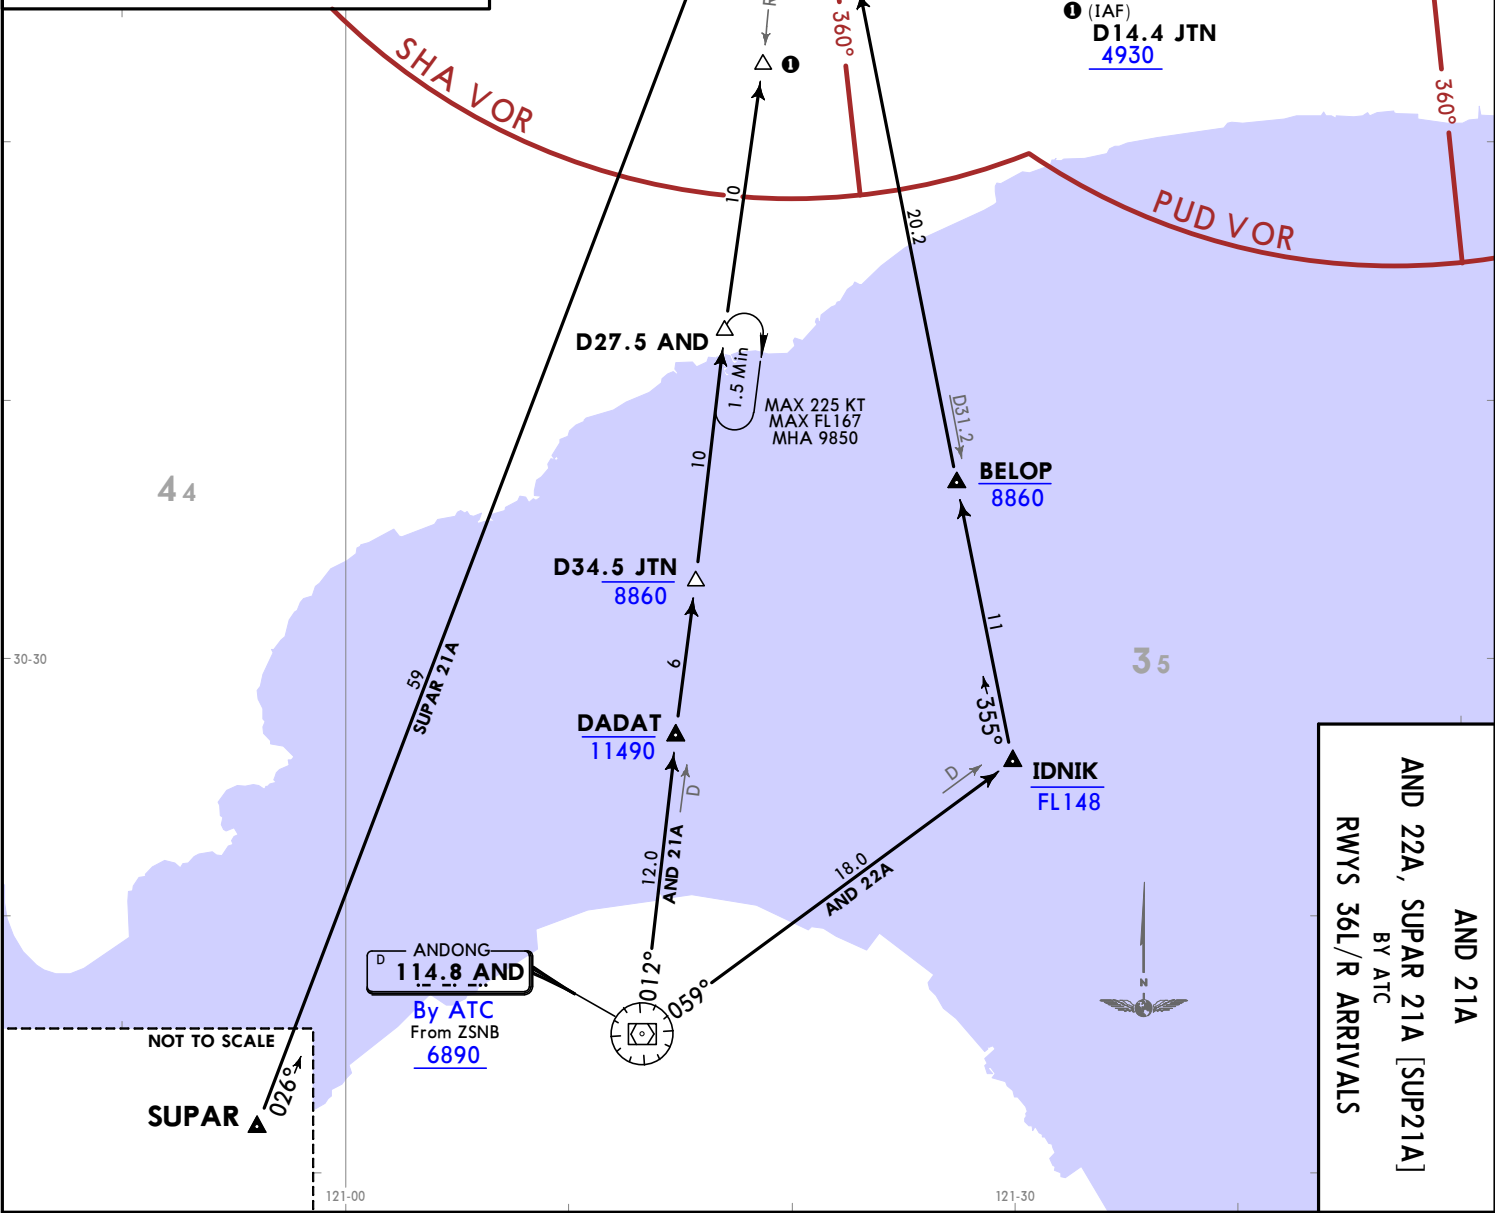 ❶ (IAF)
D14.4 JTN
4930
R
360°
360°
SHA VOR
PUD VOR
10
20.2
D27.5 AND
1.5 Min
MAX 225 KT
MAX FL167
MHA 9850
D31.2
BELOP
8860
44
10
D34.5 JTN
8860
❶
11
30-30
6
35
59
SUPAR 21A
355°
DADAT
11490
D
D
IDNIK
FL148
12.0
AND 21A
18.0
AND 22A
ANDONG
D
114.8 AND
By ATC
From ZSNB
6890
012°
059°
N
NOT TO SCALE
026°
SUPAR
121-00
121-30
AND 21A
AND 22A, SUPAR 21A [SUP21A]
BY ATC
RWYS 36L/R ARRIVALS